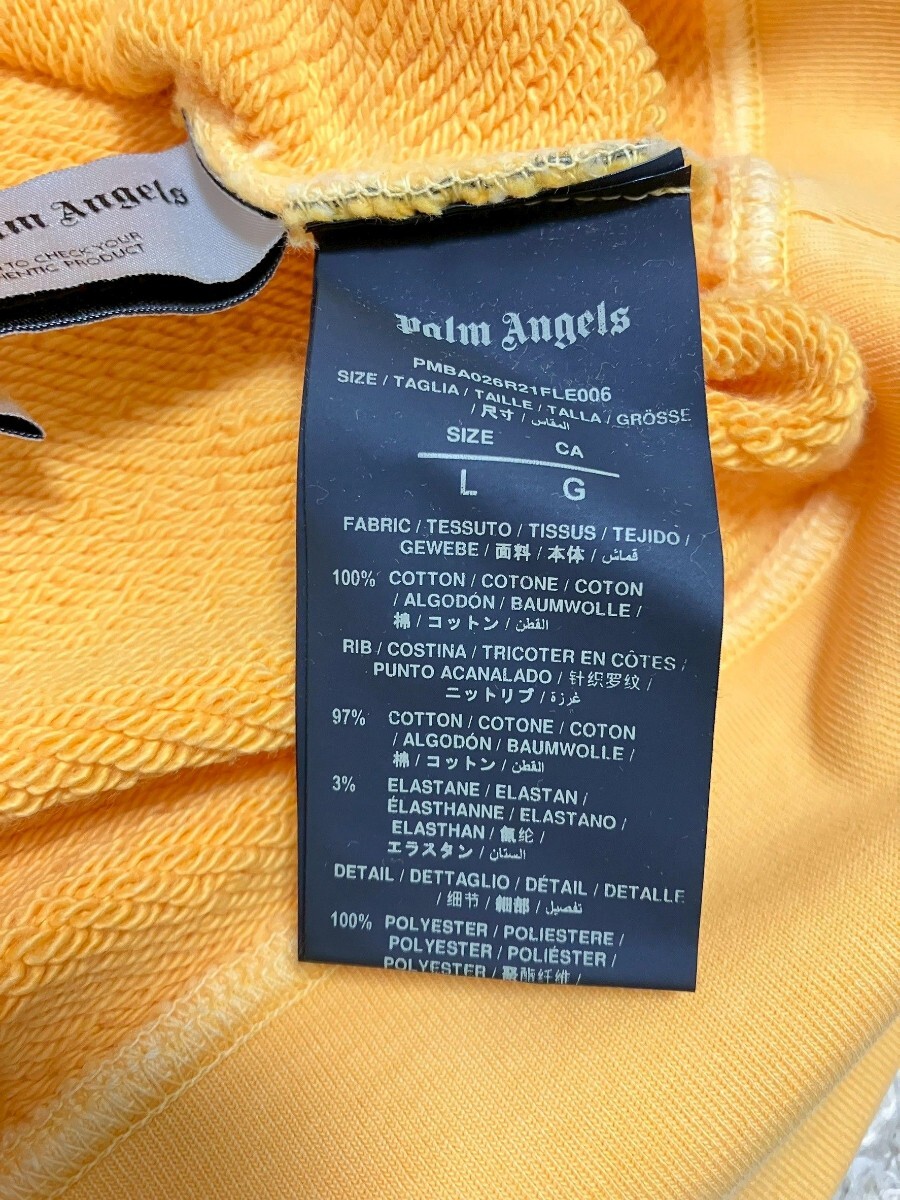 lm Angels
TO CHECK YOUR
HENTIC PRODUCT
Palm Angels
PMBA026R21FLE006
SIZE / TAGLIA / TAILLE / TALLA / GRÖSSE
/ 尺寸 / المقاس
SIZE CA
L G
FABRIC / TESSUTO / TISSUS / TEJIDO /
GEWEBE / 面料 / 本体 / قماش
100% COTTON / COTONE / COTON
/ ALGODÓN / BAUMWOLLE /
棉 / コットン / القطن
RIB / COSTINA / TRICOTER EN CÔTES /
PUNTO ACANALADO / 针织罗纹 /
ニットリブ / غرزة
97% COTTON / COTONE / COTON
/ ALGODÓN / BAUMWOLLE /
棉 / コットン / القطن
3% ELASTANE / ELASTAN /
ÉLASTHANNE / ELASTANO /
ELASTHAN / 氨纶 /
エラスタン / الستان
DETAIL / DETTAGLIO / DÉTAIL / DETALLE
/ 细节 / 細部 / تفصيل
100% POLYESTER / POLIESTERE /
POLYESTER / POLIÉSTER /
POLYESTER / 聚酯纤维 /